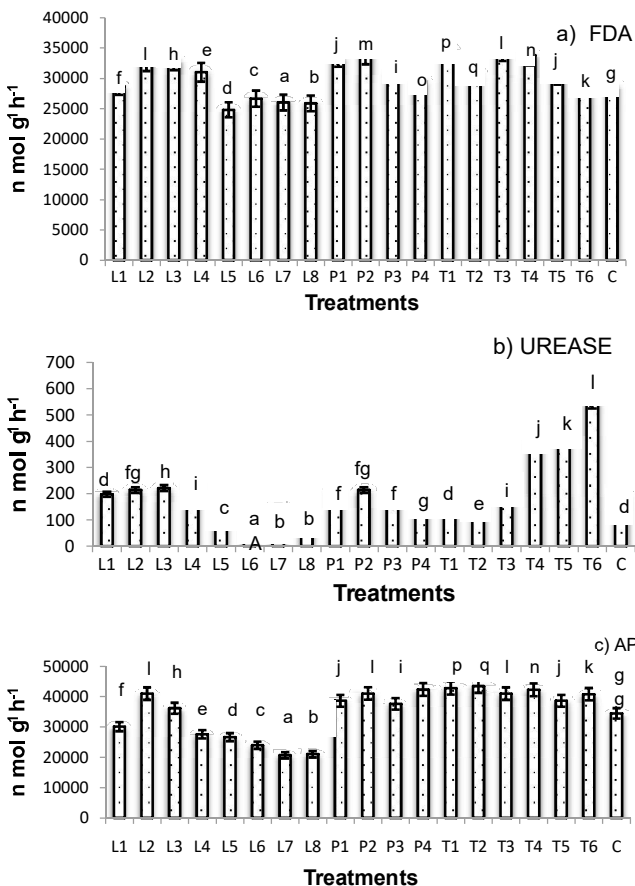 a) FDA
n mol g¹ h⁻¹
40000
35000
30000
25000
20000
15000
10000
5000
0
f l h e d c a b j m i o p q l n j k g
L1 L2 L3 L4 L5 L6 L7 L8 P1 P2 P3 P4 T1 T2 T3 T4 T5 T6 C
Treatments
b) UREASE
n mol g¹ h⁻¹
700
600
500
400
300
200
100
0
d fg h i c a b b f fg f g d e i j k l d
A
L1 L2 L3 L4 L5 L6 L7 L8 P1 P2 P3 P4 T1 T2 T3 T4 T5 T6 C
Treatments
c) AP
n mol g¹ h⁻¹
50000
40000
30000
20000
10000
0
f l h e d c a b j l i p q l n j k g
g
L1 L2 L3 L4 L5 L6 L7 L8 P1 P2 P3 P4 T1 T2 T3 T4 T5 T6 C
Treatments